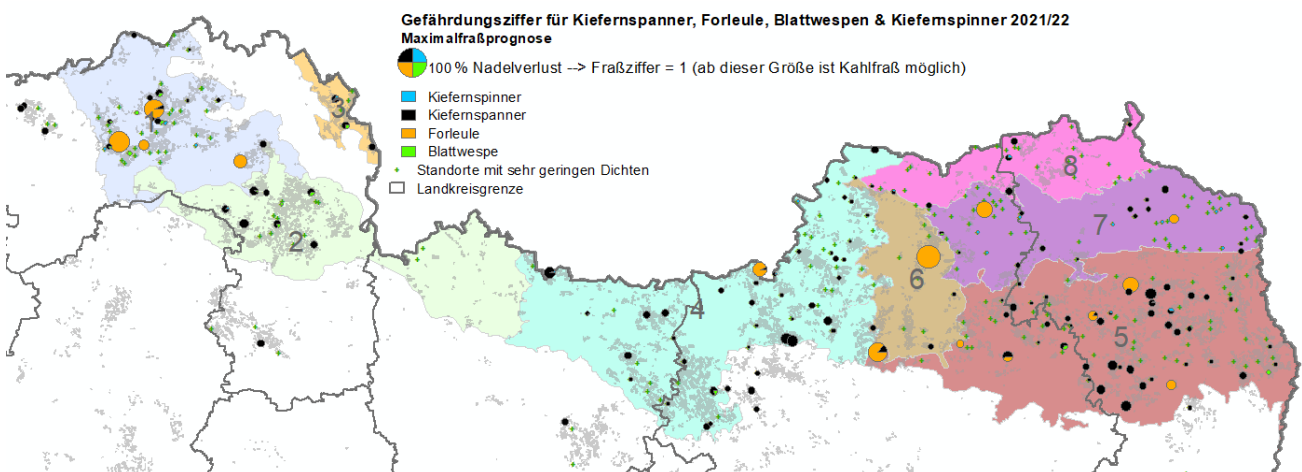 Gefährdungsziffer für Kiefernspanner, Forleule, Blattwespen & Kiefernspinner 2021/22
Maximalfraßprognose
100 % Nadelverlust --> Fraßziffer = 1 (ab dieser Größe ist Kahlfraß möglich)
Kiefernspinner
Kiefernspanner
Forleule
Blattwespe
Standorte mit sehr geringen Dichten
Landkreisgrenze
1
3
8
7
2
6
4
5